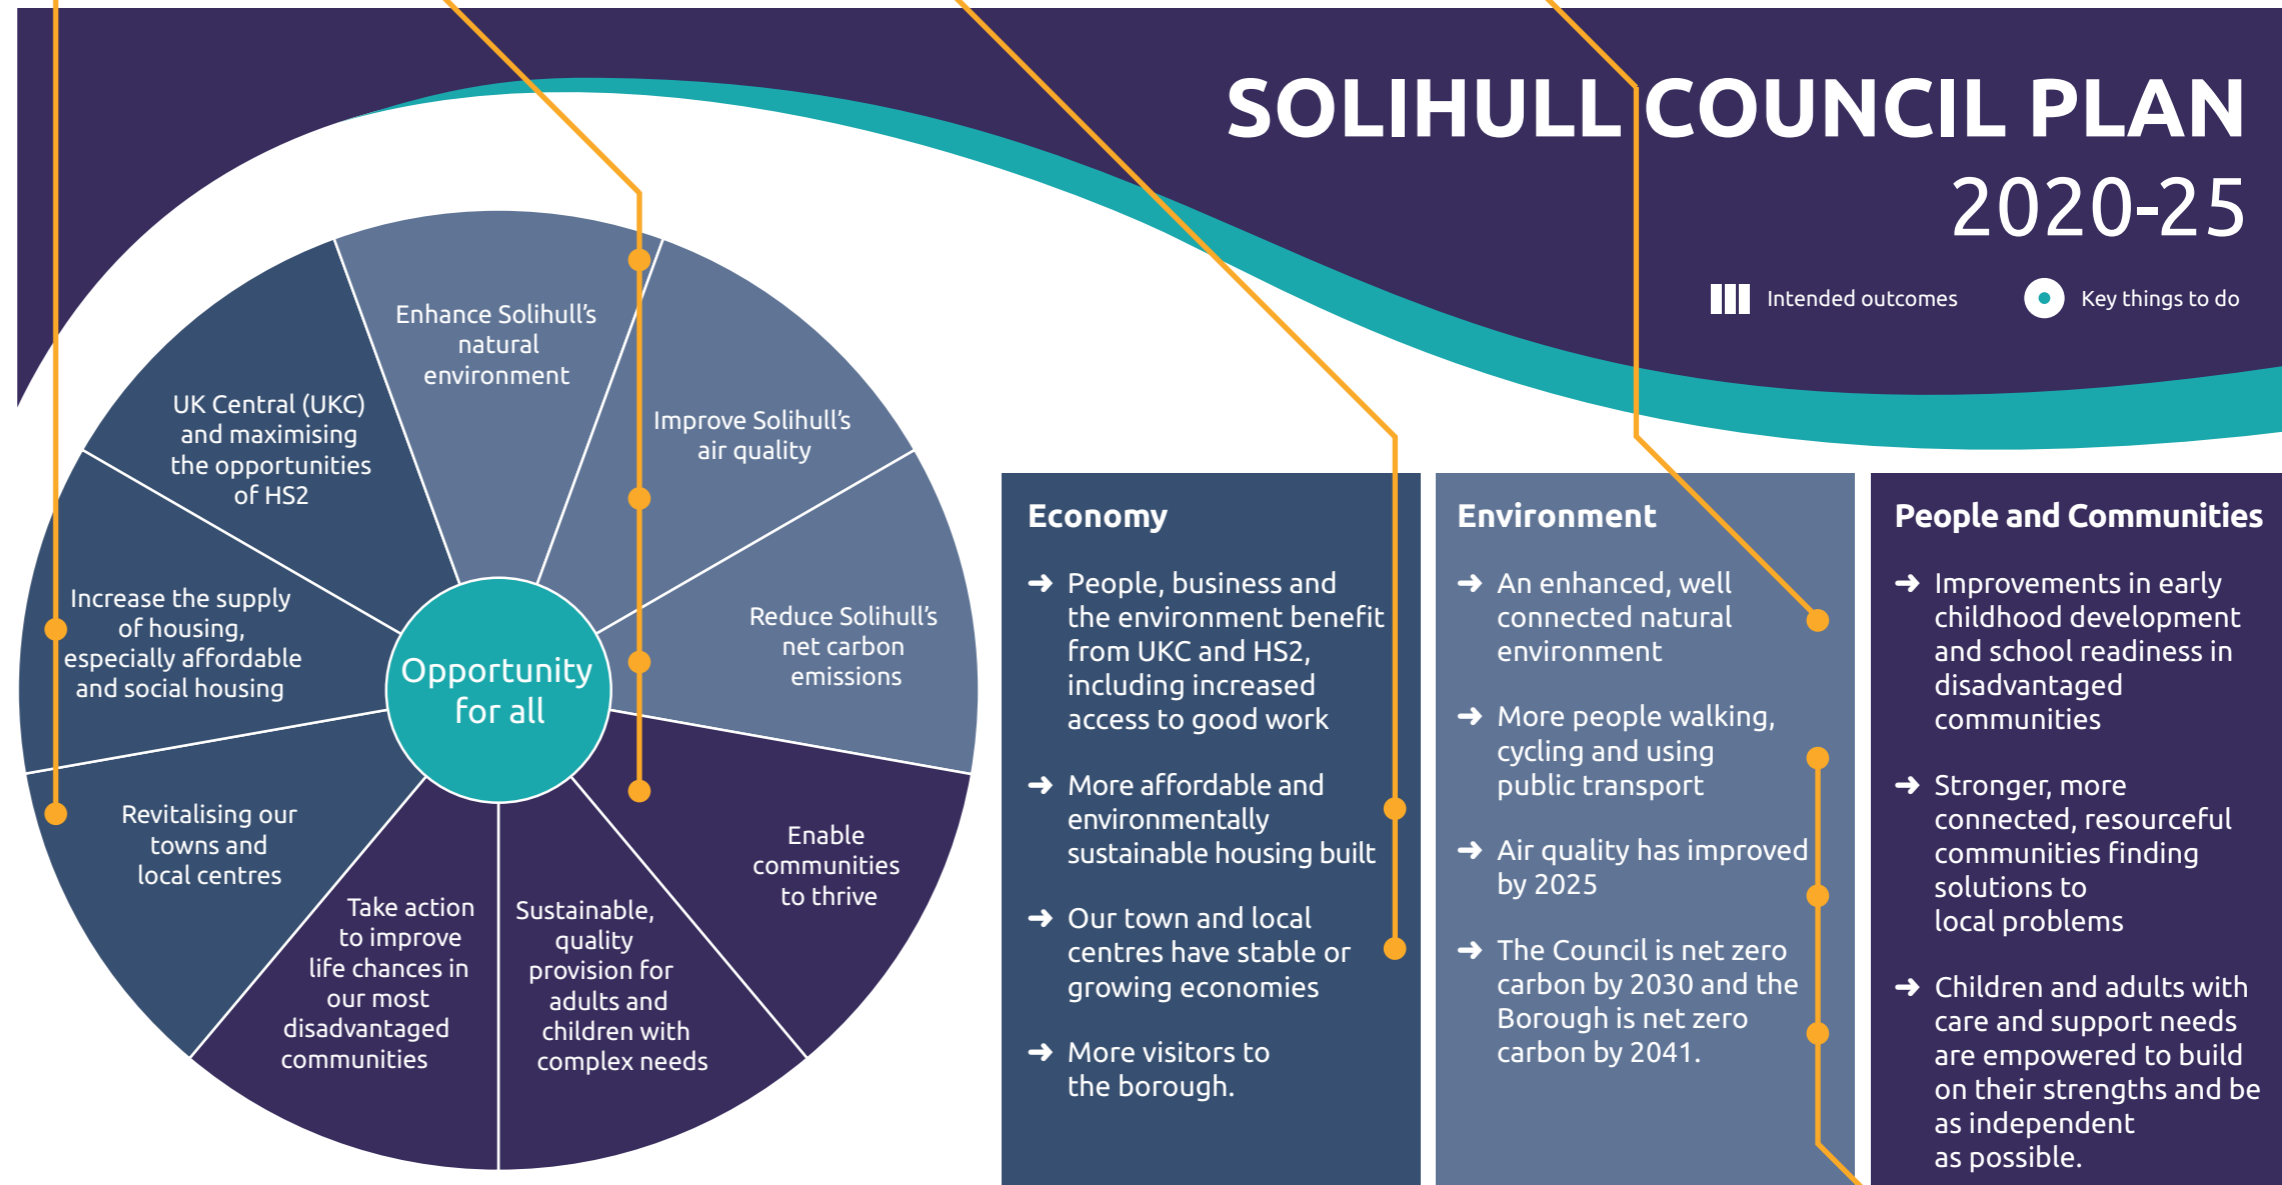 SOLIHULL COUNCIL PLAN
2020-25
Intended outcomes
Key things to do
Enhance Solihull's
natural
environment
Improve Solihull's
air quality
Reduce Solihull's
net carbon
emissions
Enable
communities
to thrive
Sustainable,
quality
provision for
adults and
children with
complex needs
Take action
to improve
life chances in
our most
disadvantaged
communities
Revitalising our
towns and
local centres
Increase the supply
of housing,
especially affordable
and social housing
UK Central (UKC)
and maximising
the opportunities
of HS2
Opportunity
for all
Economy
➜ People, business and
the environment benefit
from UKC and HS2,
including increased
access to good work
➜ More affordable and
environmentally
sustainable housing built
➜ Our town and local
centres have stable or
growing economies
➜ More visitors to
the borough.
Environment
➜ An enhanced, well
connected natural
environment
➜ More people walking,
cycling and using
public transport
➜ Air quality has improved
by 2025
➜ The Council is net zero
carbon by 2030 and the
Borough is net zero
carbon by 2041.
People and Communities
➜ Improvements in early
childhood development
and school readiness in
disadvantaged
communities
➜ Stronger, more
connected, resourceful
communities finding
solutions to
local problems
➜ Children and adults with
care and support needs
are empowered to build
on their strengths and be
as independent
as possible.